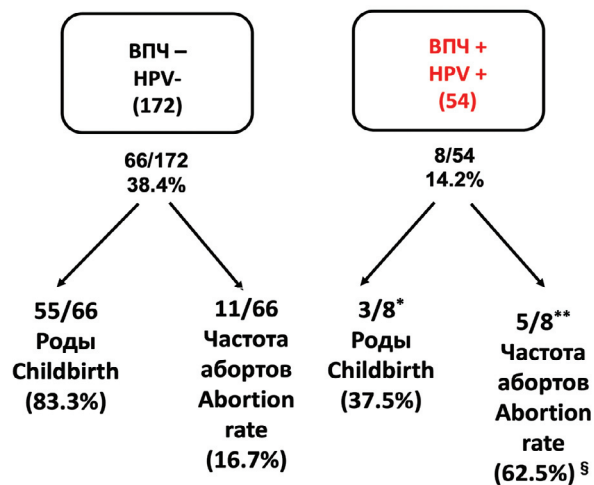 ВПЧ –
HPV-
(172)
ВПЧ +
HPV +
(54)
66/172
38.4%
8/54
14.2%
55/66
Роды
Childbirth
(83.3%)
11/66
Частота
абортов
Abortion
rate
(16.7%)
3/8*
Роды
Childbirth
(37.5%)
5/8**
Частота
абортов
Abortion
rate
(62.5%) §